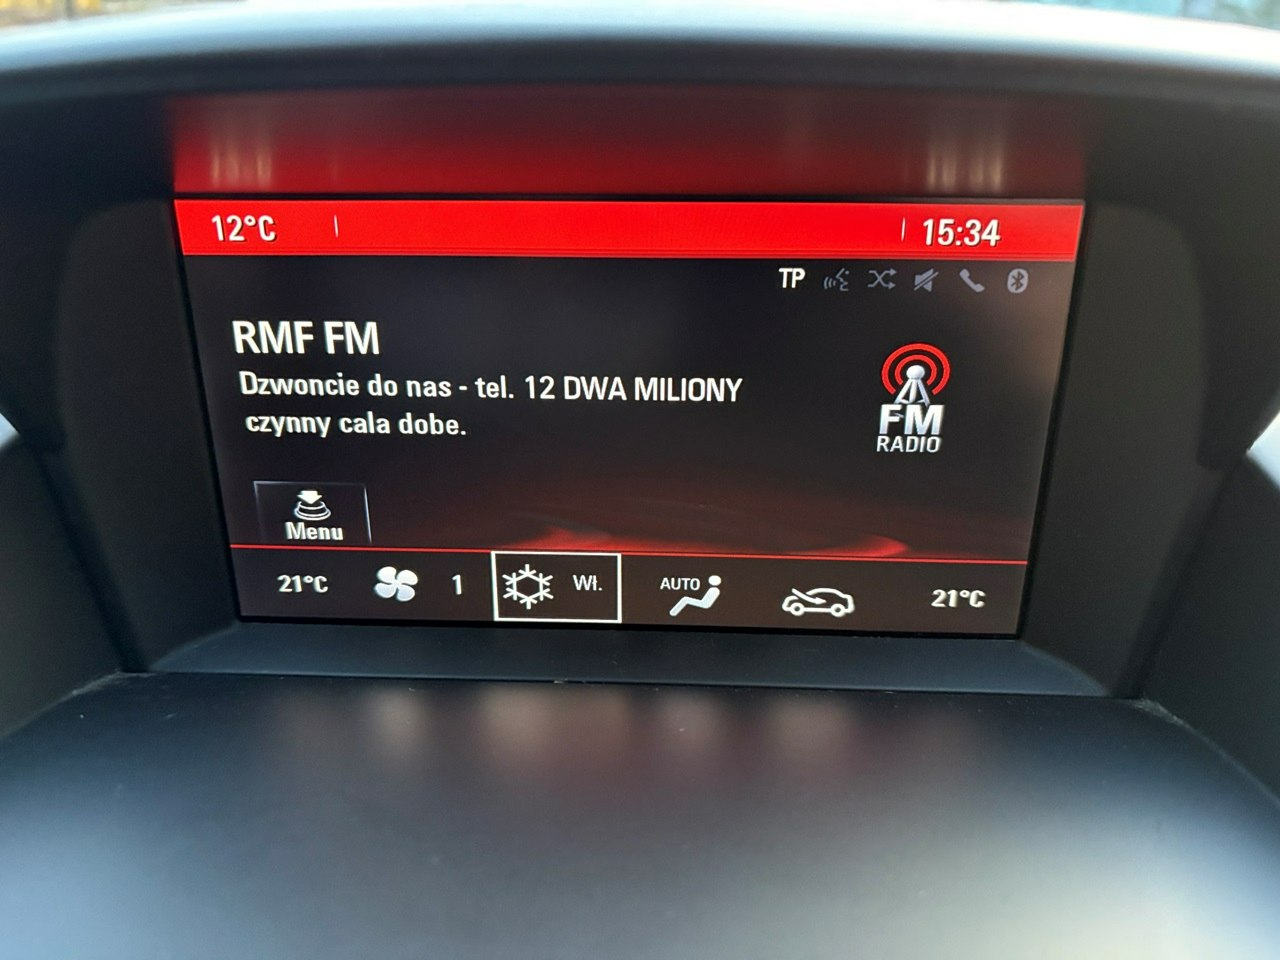 12°C
15:34
TP
RMF FM
Dzwoncie do nas - tel. 12 DWA MILIONY
czynny cala dobe.
FM
RADIO
Menu
21°C 1 Wł. AUTO 21°C